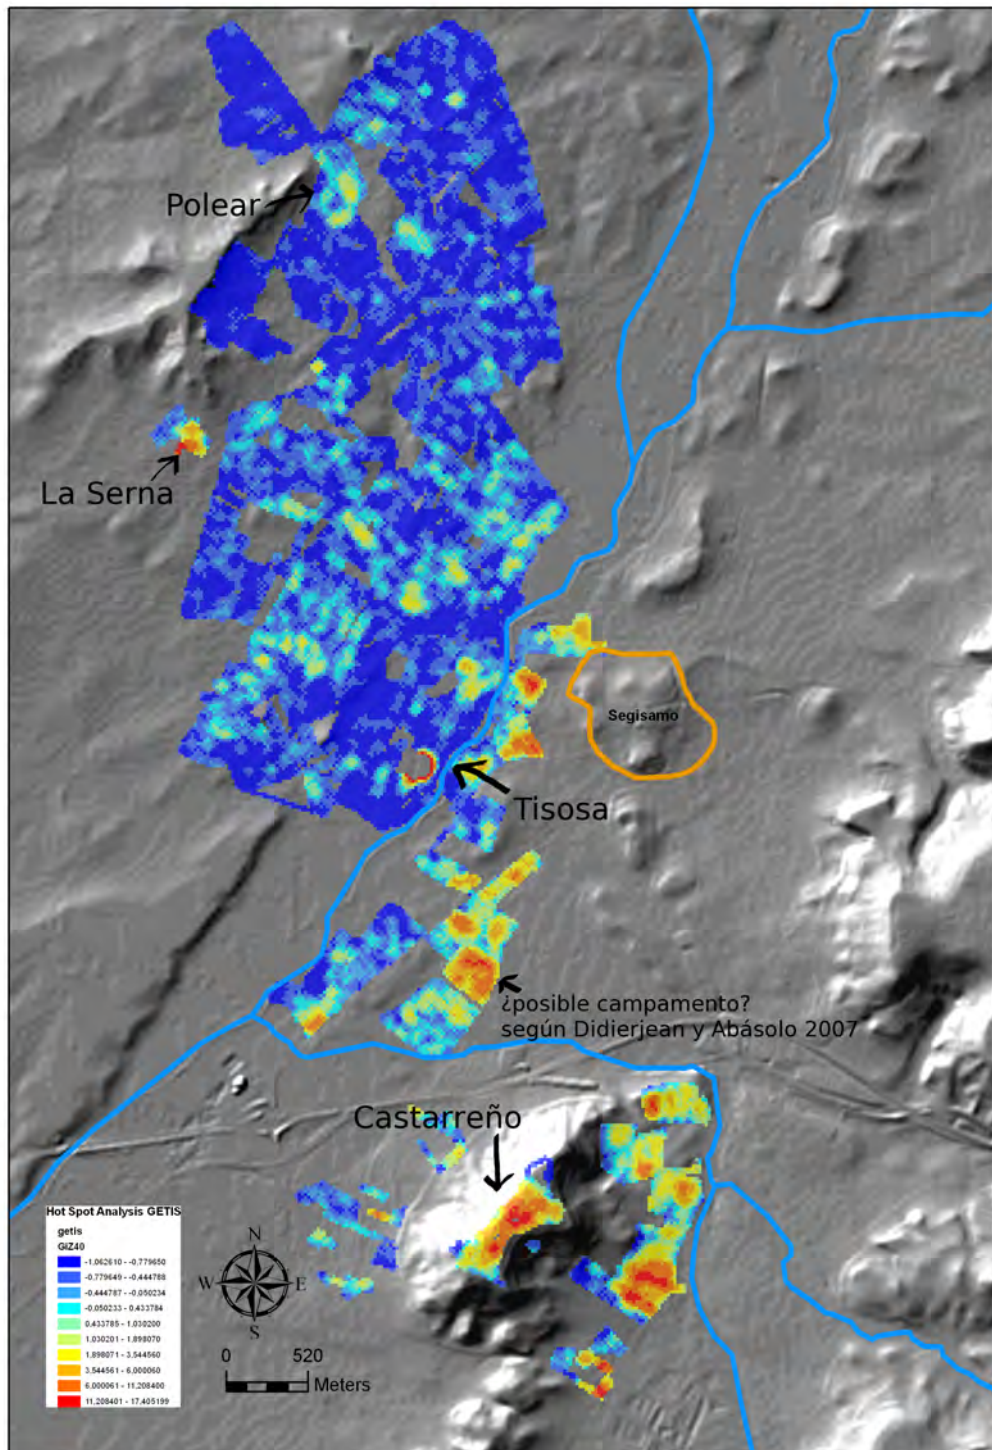 Polear
La Serna
Segisamo
Tisosa
¿posible campamento?
según Didierjean y Abásolo 2007
Castarreño
Hot Spot Analysis GETIS
getis
GiZ40
-1.062610 - -0.779650
-0.779649 - -0.444788
-0.444787 - -0.050234
-0.050233 - 0.433784
0.433785 - 1.030200
1.030201 - 1.898070
1.898071 - 3.544560
3.544561 - 6.000060
6.000061 - 11.208400
11.208401 - 17.405199
N
W E
S
0 520
Meters